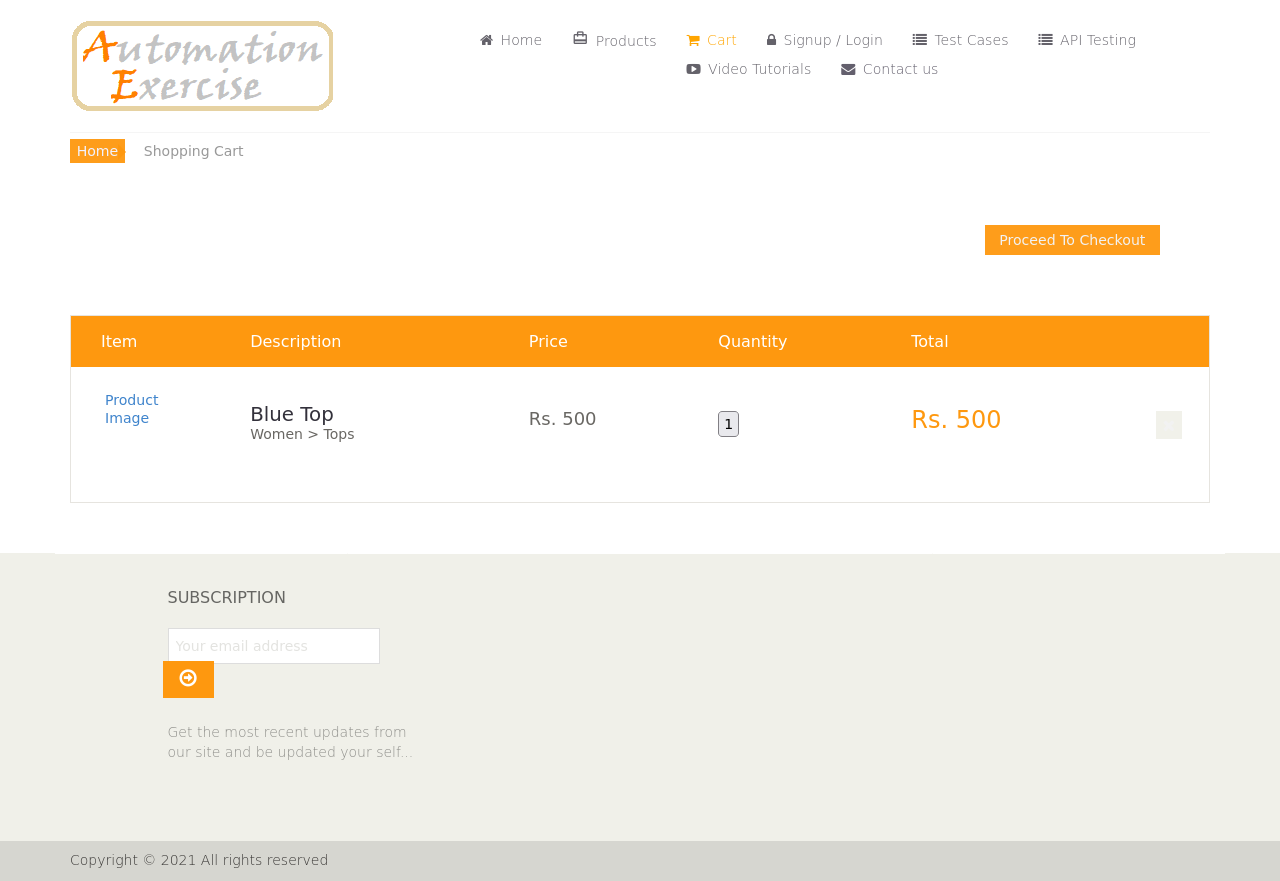 Automation
Exercise
Home Products Cart Signup / Login Test Cases API Testing
Video Tutorials Contact us
Home Shopping Cart
Proceed To Checkout
Item Description Price Quantity Total
Product
Image
Blue Top
Women > Tops
Rs. 500
1
Rs. 500
SUBSCRIPTION
Your email address
Get the most recent updates from
our site and be updated your self...
Copyright © 2021 All rights reserved